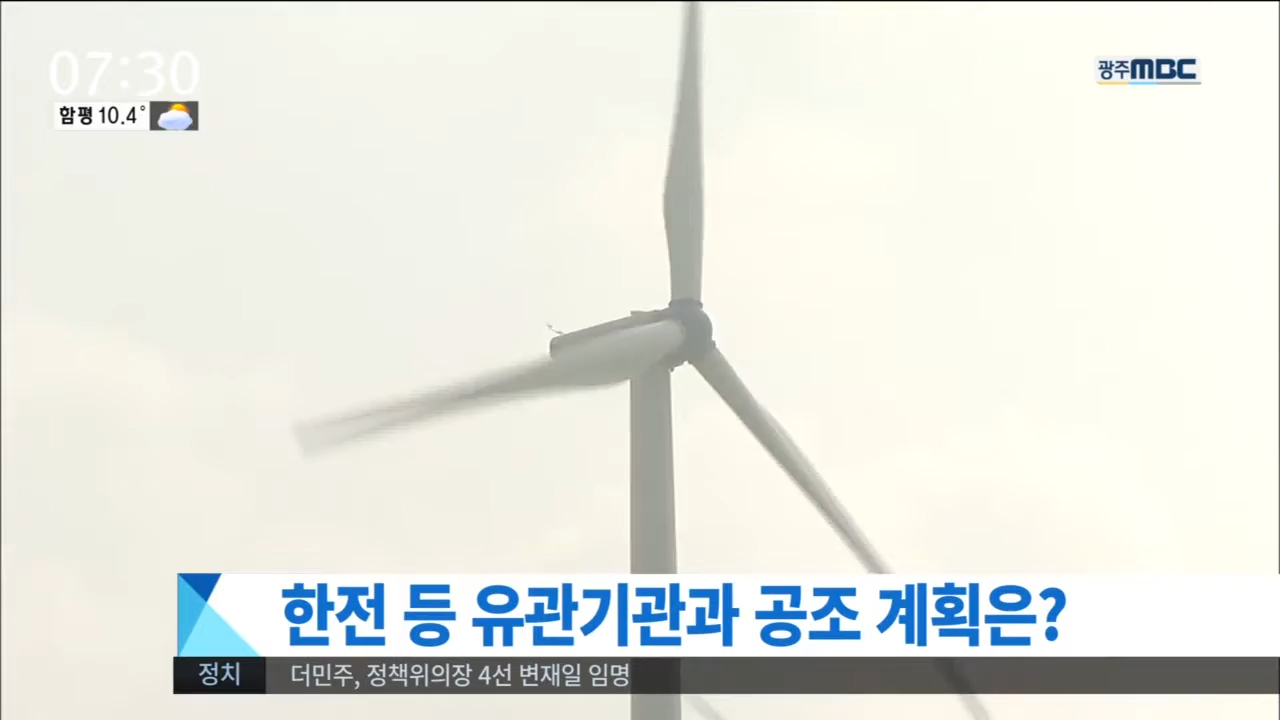 07:30
광주MBC
함평 10.4°
한전 등 유관기관과 공조 계획은?
정치 더민주, 정책위의장 4선 변재일 임명